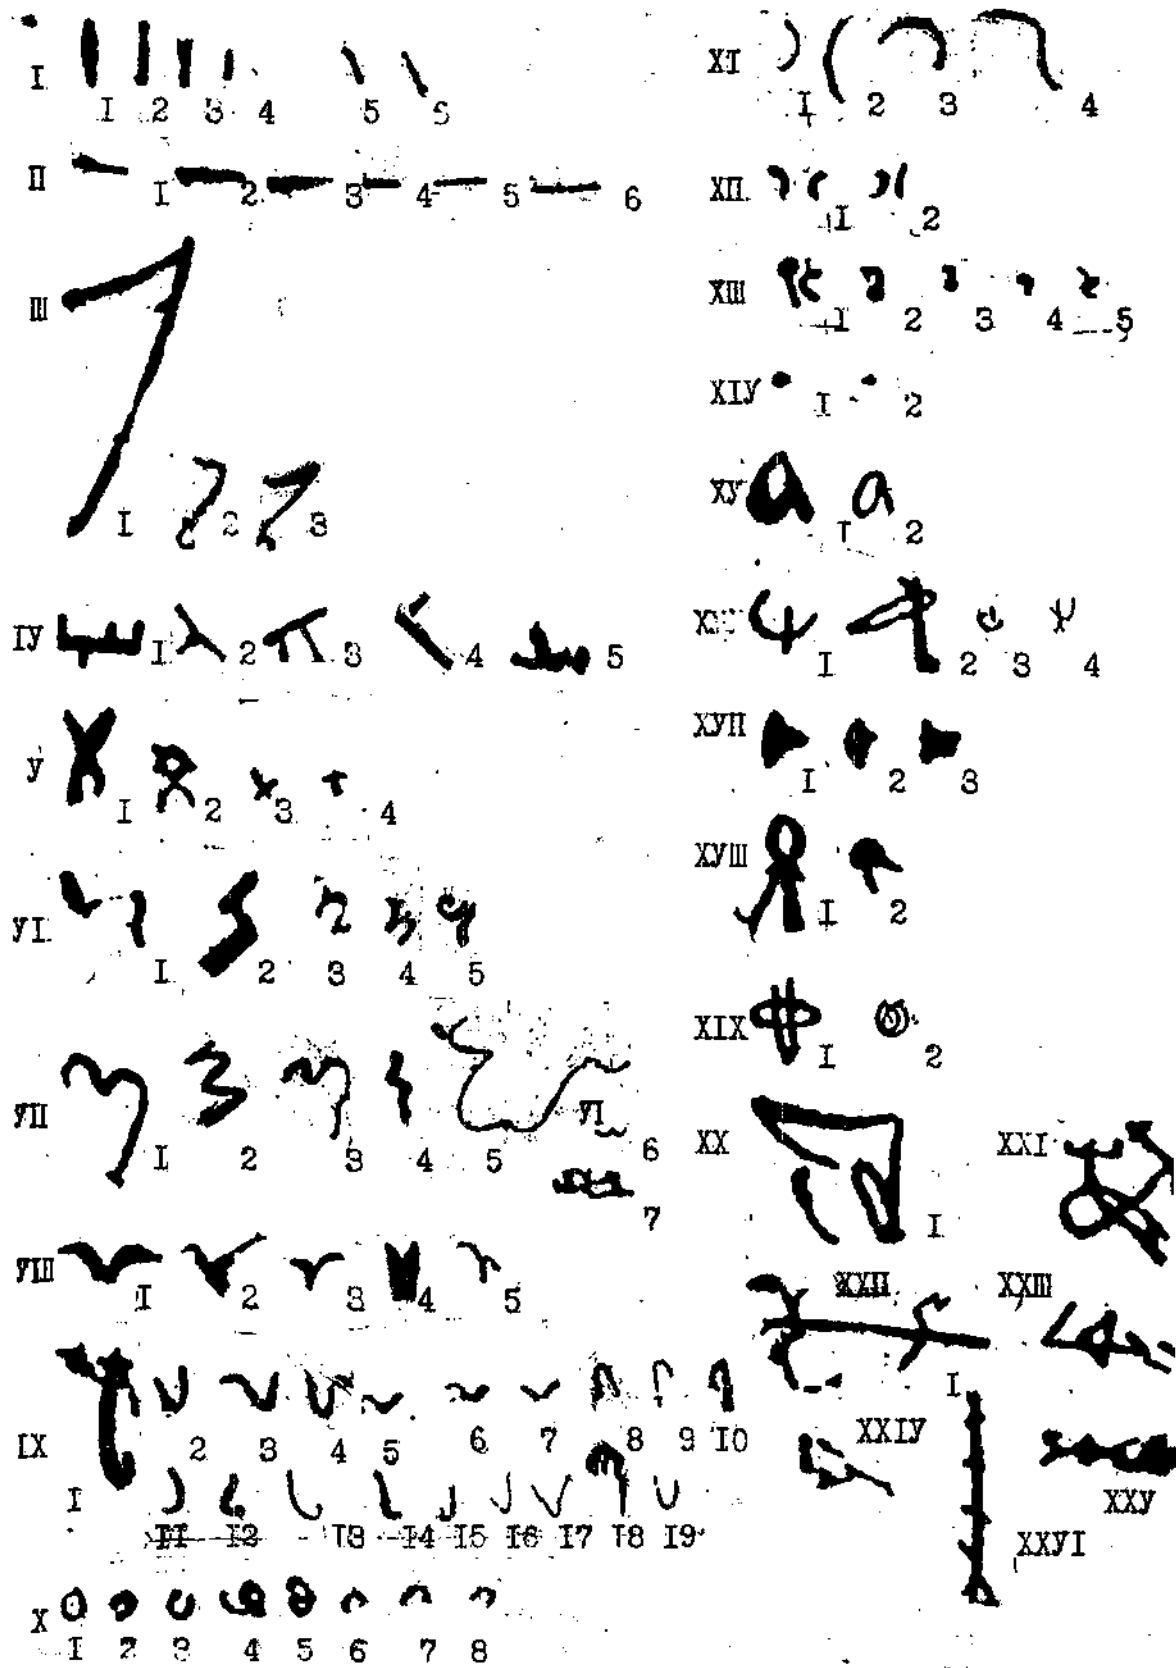 I
I 2 3 4 5 6
II
I 2 3 4 5 6
III
I 2 3
IУ
I 2 3 4 5
У
I 2 3 4
УI
I 2 3 4 5
УII
I 2 3 4 5 УI 6
7
УIII
I 2 3 4 5
IX
I 2 3 4 5 6 7 8 9 I0
II I2 I3 I4 I5 I6 I7 I8 I9
X
I 2 3 4 5 6 7 8
XI
I 2 3 4
XII
I 2
XIII
I 2 3 4 5
XIУ
I 2
XУ
I 2
I 2 3 4
XУII
I 2 3
XУIII
I 2
XIX
I 2
XX
I
XXI
XXII
I
XXIII
XXIУ
XXУ
XXУI